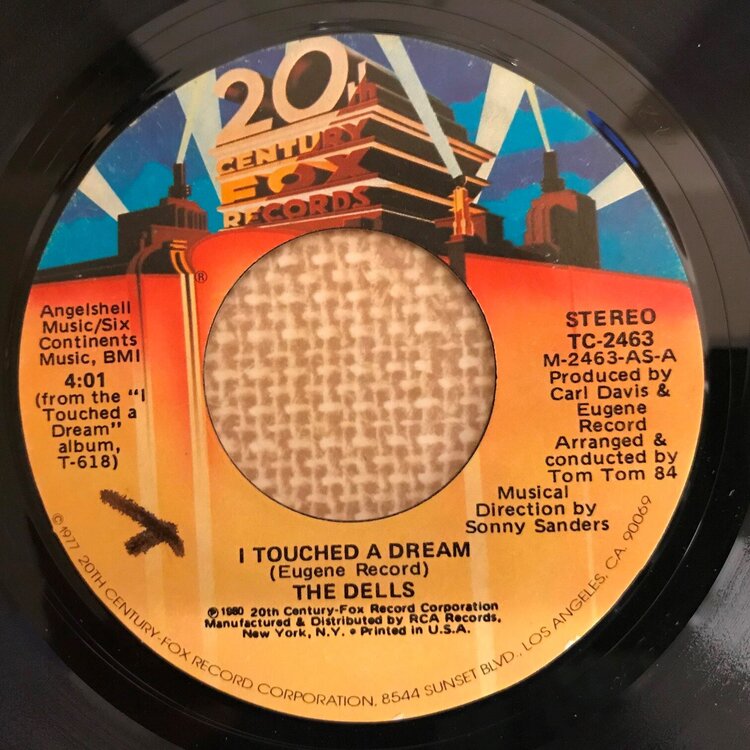 20th
CENTURY
FOX
RECORDS
®
Angelshell
Music/Six
Continents
Music, BMI
4:01
(from the "I
Touched a
Dream"
album,
T-618)
STEREO
TC-2463
M-2463-AS-A
Produced by
Carl Davis &
Eugene
Record
Arranged &
conducted by
Tom Tom 84
Musical
Direction by
Sonny Sanders
I TOUCHED A DREAM
(Eugene Record)
THE DELLS
℗1980 20th Century-Fox Record Corporation
Manufactured & Distributed by RCA Records,
New York, N.Y. • Printed in U.S.A.
© 1977 20TH CENTURY-FOX RECORD CORPORATION, 8544 SUNSET BLVD., LOS ANGELES, CA. 90069